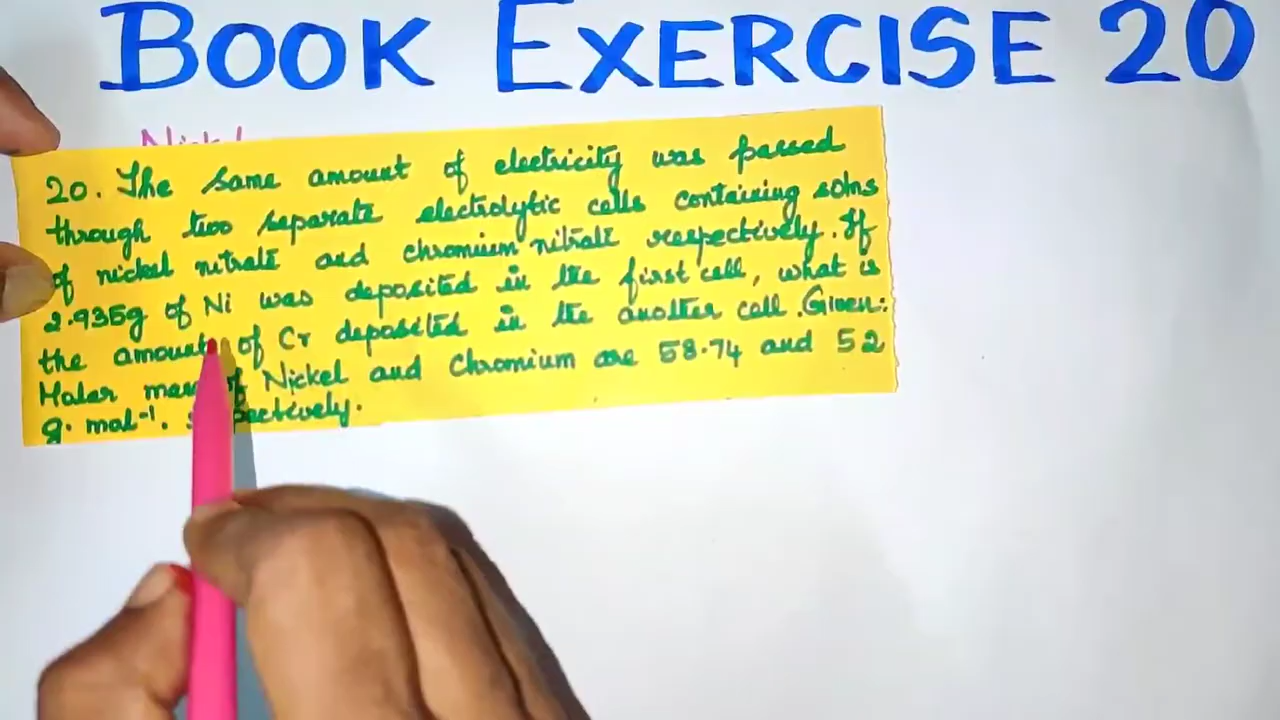 BOOK EXERCISE 20
Nickel
20. The same amount of electricity was passed
through two separate electrolytic cells containing solns
of nickel nitrate and chromium nitrate respectively. If
2.935g of Ni was deposited in the first cell, what is
the amount of Cr deposited in the another cell. Given:
Molar mass of Nickel and Chromium are 58.74 and 52
g. mol⁻¹. respectively.